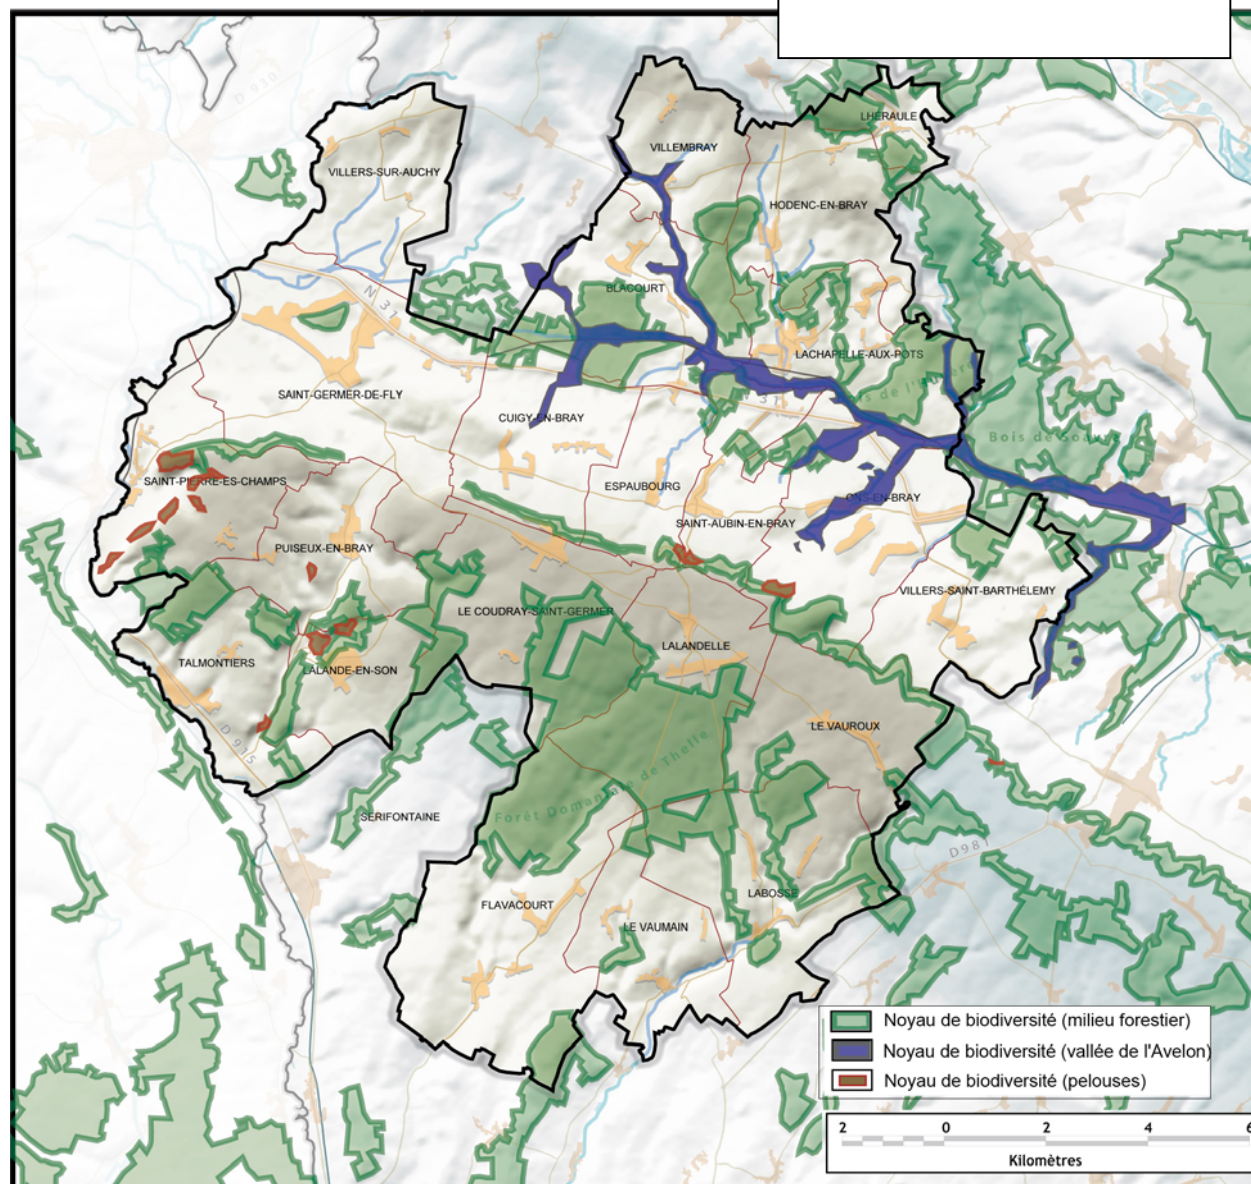 D 930
LHERAULE
VILLEMBRAY
VILLERS-SUR-AUCHY
HODENC-EN-BRAY
BLACOURT
N 31
LACHAPELLE-AUX-POTS
SAINT-GERMER-DE-FLY
31
CUIGY-EN-BRAY
Bois de Soavre
SAINT-PIERRE-ES-CHAMPS
ESPAUBOURG
ONS-EN-BRAY
SAINT-AUBIN-EN-BRAY
PUISEUX-EN-BRAY
VILLERS-SAINT-BARTHÉLEMY
LE COUDRAY-SAINT-GERMER
LALANDELLE
TALMONTIERS
LALANDE-EN-SON
LE VAUROUX
D 915
Forêt Domaniale de Thelle
SERIFONTAINE
D981
LABOSSE
FLAVACOURT
LE VAUMAIN
Noyau de biodiversité (milieu forestier)
Noyau de biodiversité (vallée de l'Avelon)
Noyau de biodiversité (pelouses)
2 0 2 4 6
Kilomètres